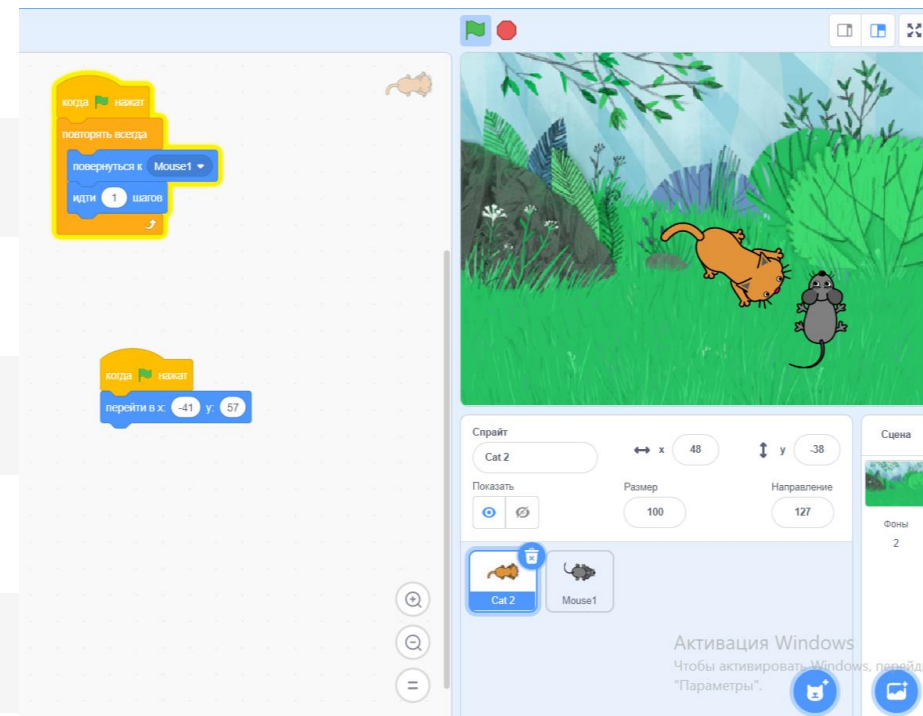 когда нажат
повторять всегда
повернуться к Mouse1
идти 1 шагов
когда нажат
перейти в x: -41 y: 57
Спрайт
Cat 2
x 48
y -38
Показать
Размер
100
Направление
127
Cat 2
Mouse1
Сцена
Фоны
2
Активация Windows
Чтобы активировать Windows,
"Параметры".